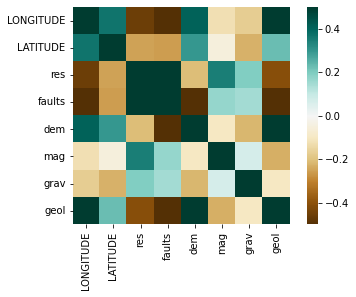 LONGITUDE
LATITUDE
res
faults
dem
mag
grav
geol
LONGITUDE
LATITUDE
res
faults
dem
mag
grav
geol
0.4
0.2
0.0
−0.2
−0.4